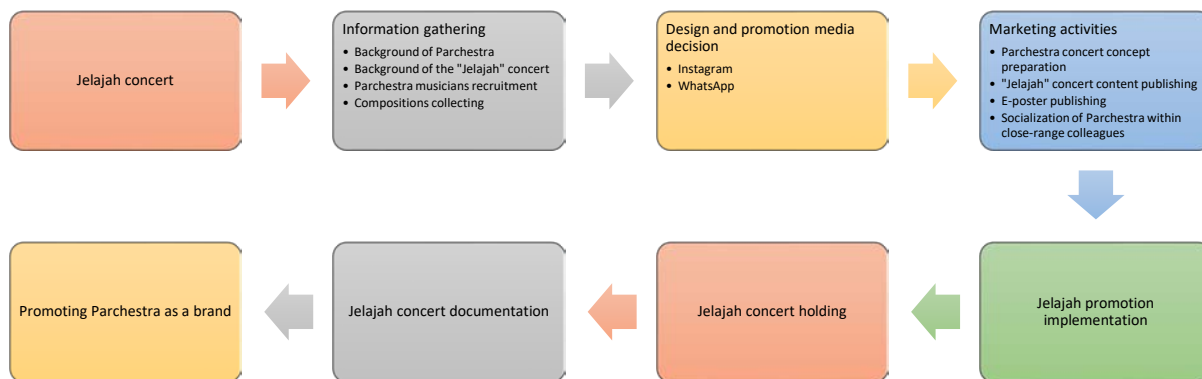 Jelajah concert
Information gathering
• Background of Parchestra
• Background of the "Jelajah" concert
• Parchestra musicians recruitment
• Compositions collecting
Design and promotion media
decision
• Instagram
• WhatsApp
Marketing activities
• Parchestra concert concept
preparation
• "Jelajah" concert content publishing
• E-poster publishing
• Socialization of Parchestra within
close-range colleagues
Jelajah promotion
implementation
Jelajah concert holding
Jelajah concert documentation
Promoting Parchestra as a brand